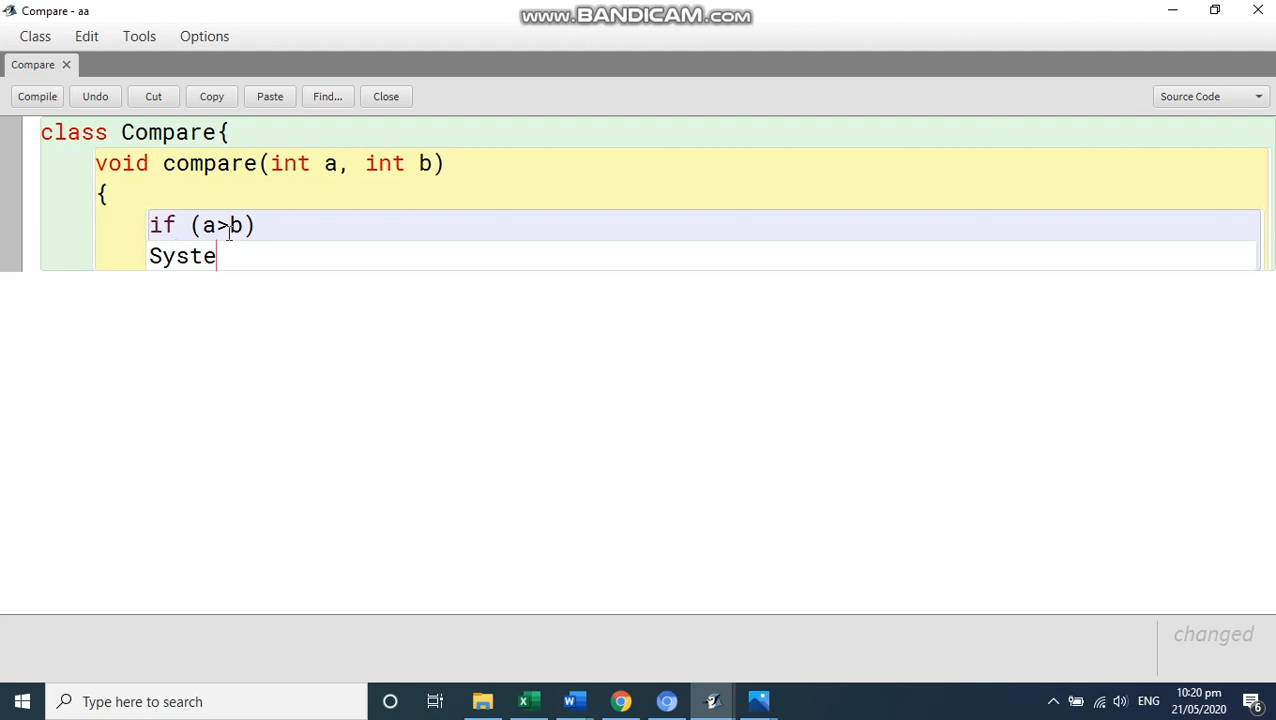 Compare - aa
www.BANDICAM.com
Class Edit Tools Options
Compare
Compile Undo Cut Copy Paste Find... Close Source Code
class Compare{
void compare(int a, int b)
{
if (a>b)
Syste
changed
Type here to search
ENG
10:20 pm
21/05/2020
6